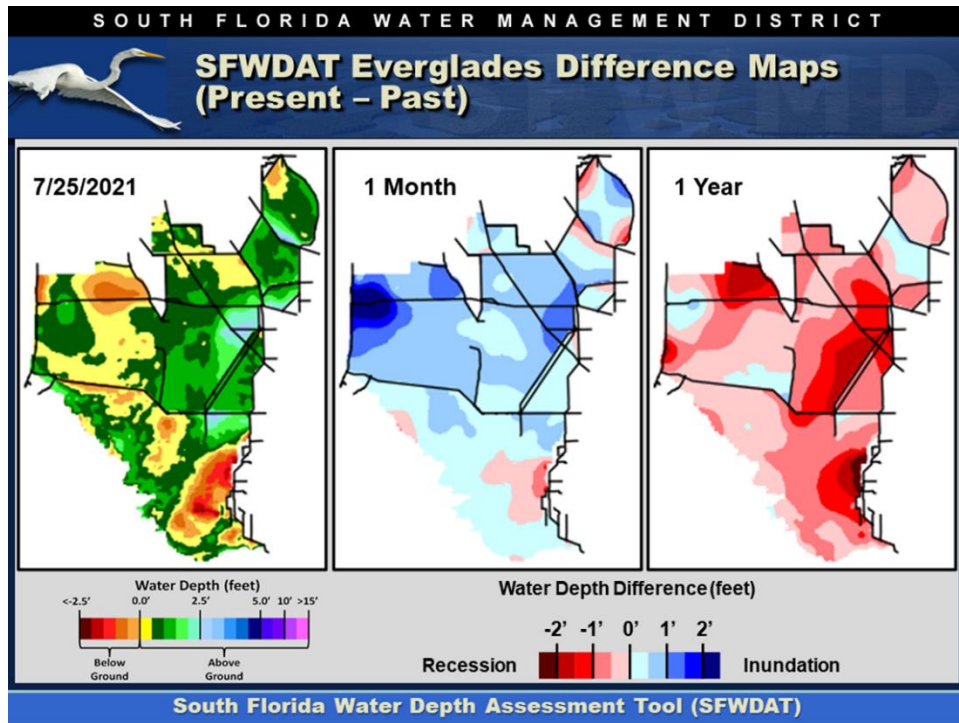 SOUTH FLORIDA WATER MANAGEMENT DISTRICT
SFWDAT Everglades Difference Maps
(Present – Past)
SFWMD
7/25/2021
1 Month
1 Year
Water Depth (feet)
<-2.5' 0.0' 2.5' 5.0' 10' >15'
Below
Ground
Above
Ground
Water Depth Difference (feet)
-2' -1' 0' 1' 2'
Recession
Inundation
South Florida Water Depth Assessment Tool (SFWDAT)